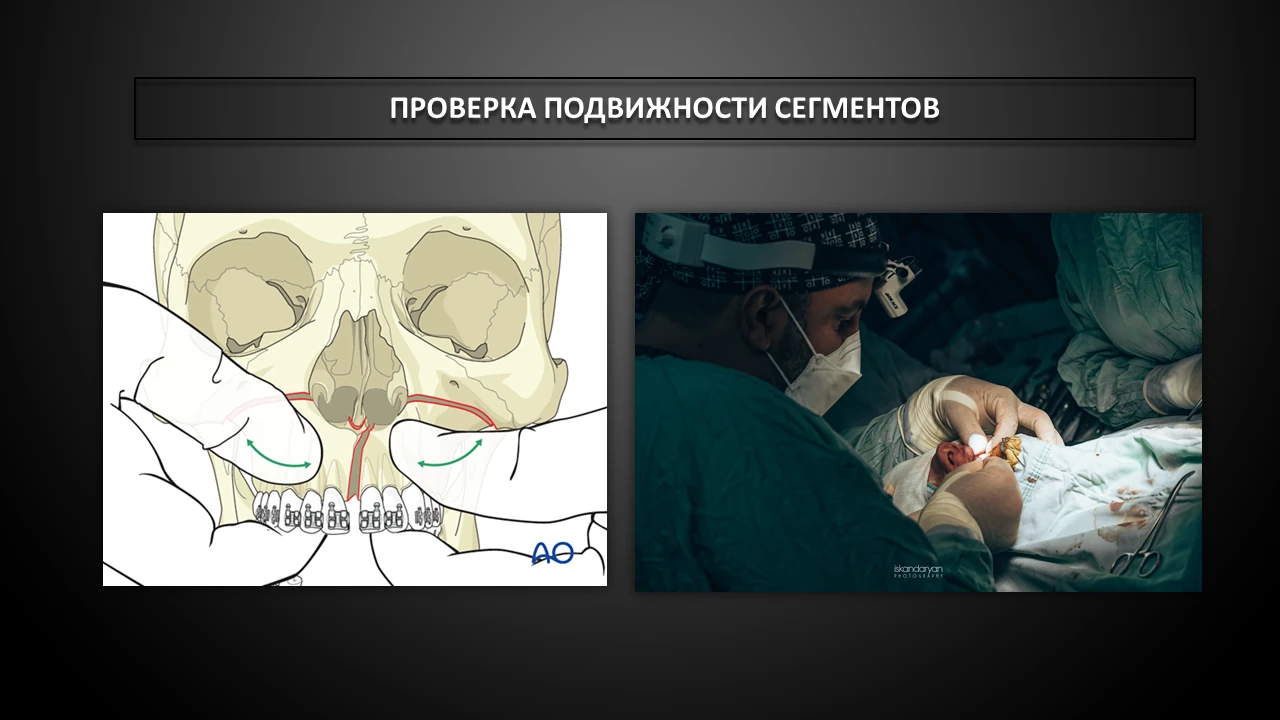 ПРОВЕРКА ПОДВИЖНОСТИ СЕГМЕНТОВ
AO
iskandaryan
PHOTOGRAPHY